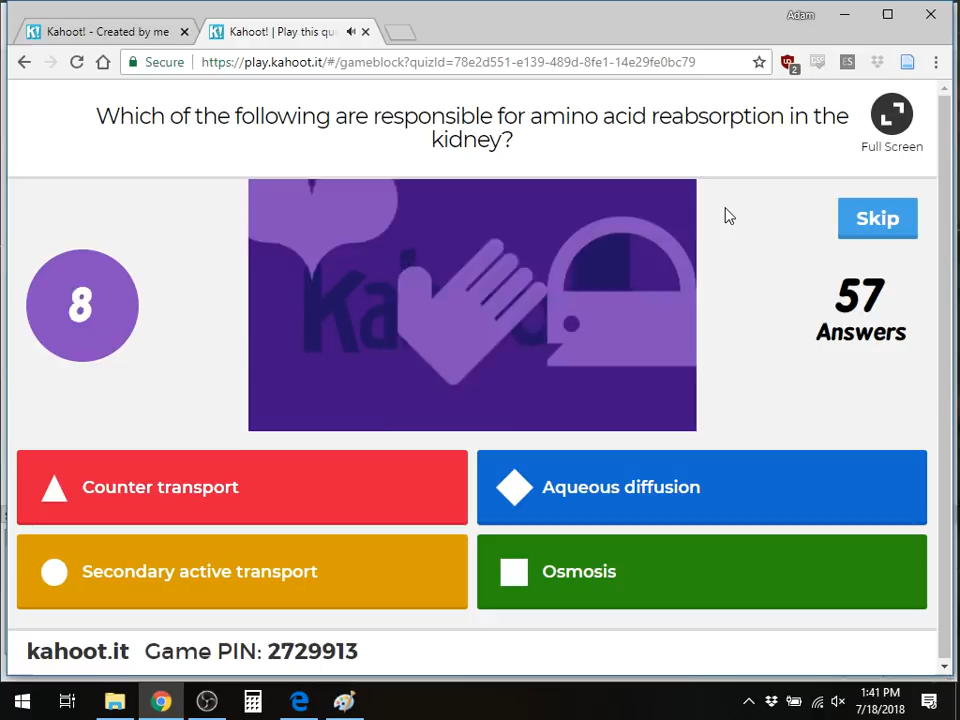 Adam
Kahoot! - Created by me
Kahoot! | Play this qu
Secure
https://play.kahoot.it/#/gameblock?quizId=78e2d551-e139-489d-8fe1-14e29fe0bc79
2
ES
Which of the following are responsible for amino acid reabsorption in the
kidney?
Full Screen
Skip
8
57
Answers
Counter transport
Aqueous diffusion
Secondary active transport
Osmosis
kahoot.it Game PIN: 2729913
1:41 PM
7/18/2018